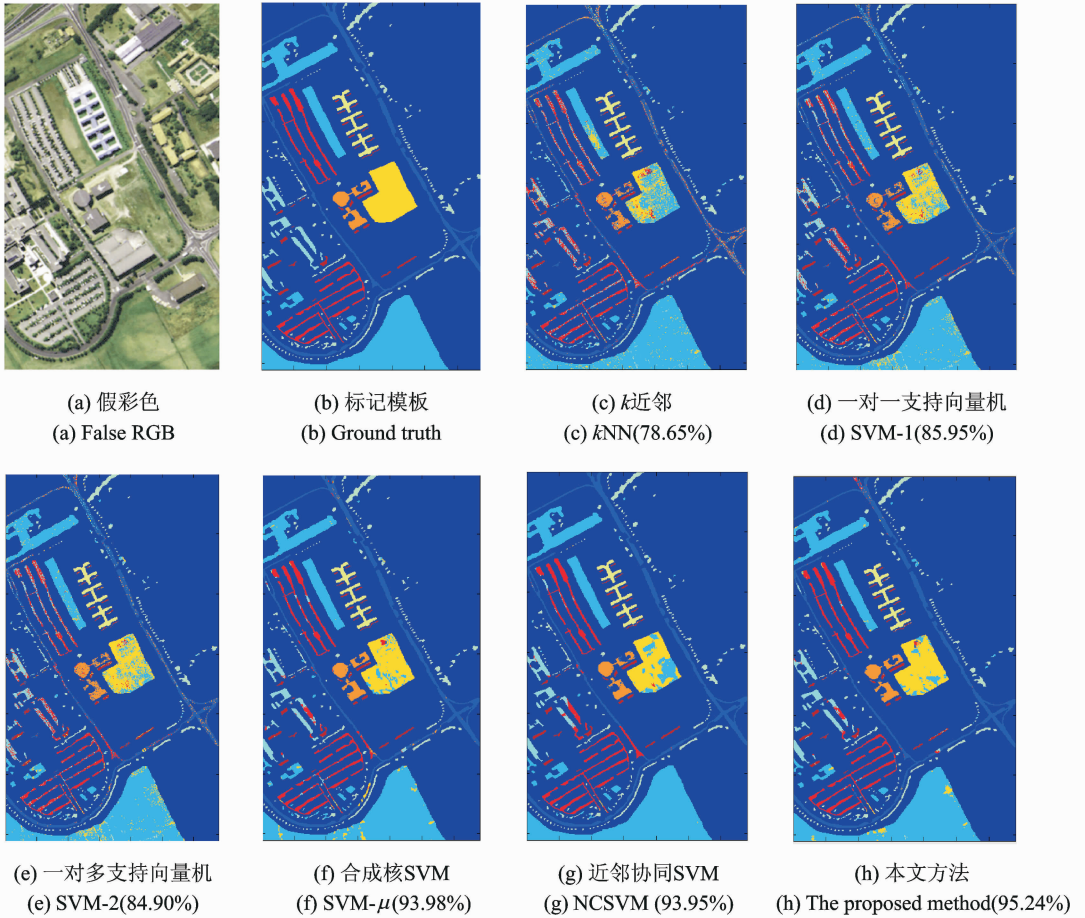 (a) 假彩色
(a) False RGB
(b) 标记模板
(b) Ground truth
(c) k近邻
(c) kNN(78.65%)
(d) 一对一支持向量机
(d) SVM-1(85.95%)
(e) 一对多支持向量机
(e) SVM-2(84.90%)
(f) 合成核SVM
(f) SVM-μ(93.98%)
(g) 近邻协同SVM
(g) NCSVM (93.95%)
(h) 本文方法
(h) The proposed method(95.24%)